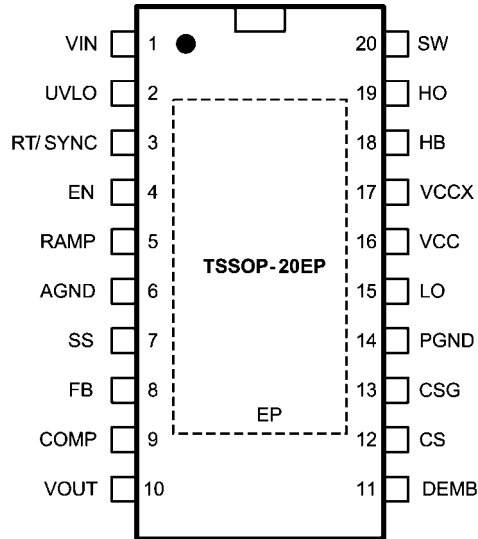 VIN 1 20 SW
UVLO 2 19 HO
RT/SYNC 3 18 HB
EN 4 17 VCCX
RAMP 5 16 VCC
TSSOP-20EP
AGND 6 15 LO
SS 7 14 PGND
FB 8 13 CSG
EP
COMP 9 12 CS
VOUT 10 11 DEMB